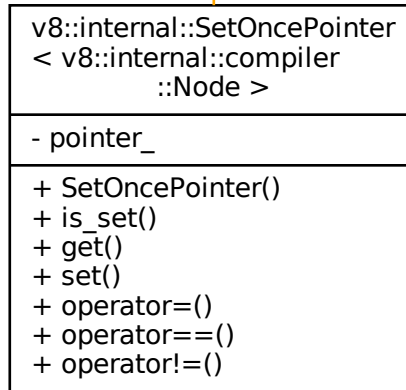 v8::internal::SetOncePointer
< v8::internal::compiler
::Node >
- pointer_
+ SetOncePointer()
+ is_set()
+ get()
+ set()
+ operator=()
+ operator==()
+ operator!=()